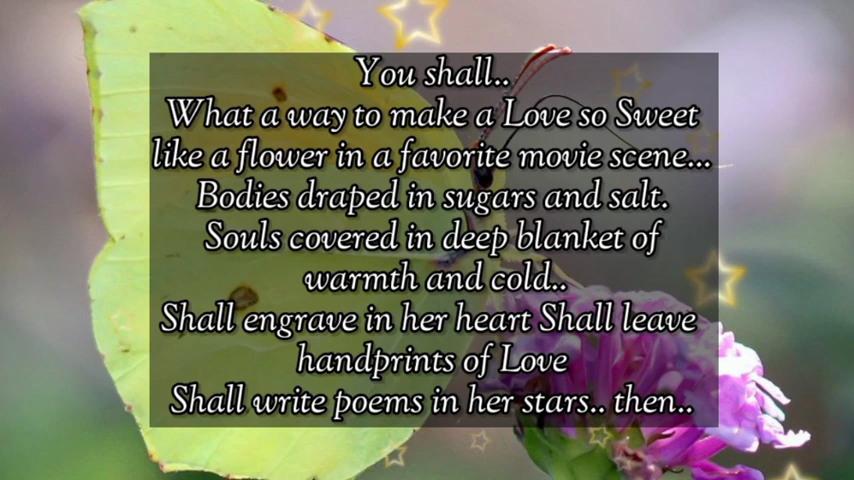 You shall..
What a way to make a Love so Sweet
like a flower in a favorite movie scene...
Bodies draped in sugars and salt.
Souls covered in deep blanket of
warmth and cold..
Shall engrave in her heart Shall leave
handprints of Love
Shall write poems in her stars.. then..